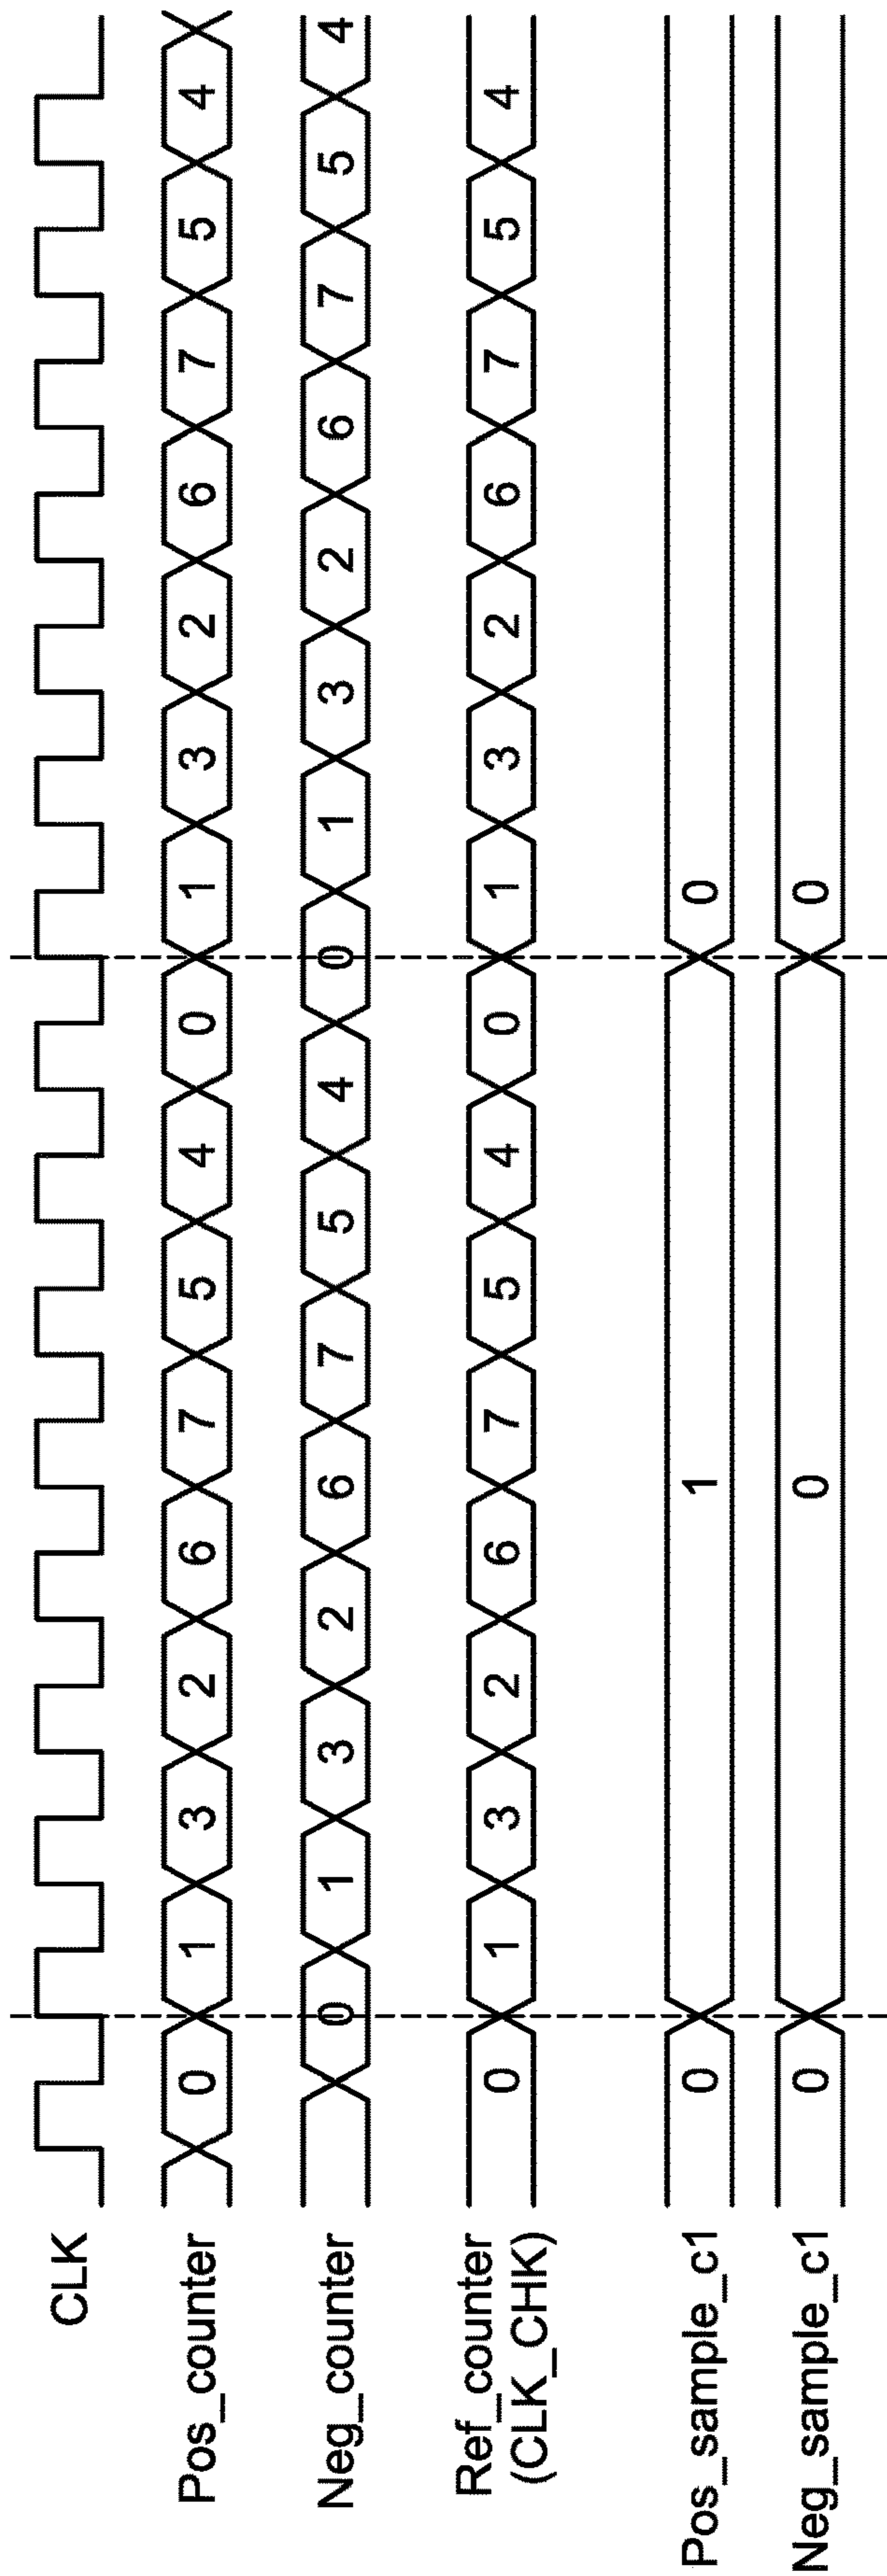 CLK
Pos_counter 0 1 3 2 6 7 5 4 0 1 3 2 6 7 5 4
Neg_counter 0 1 3 2 6 7 5 4 0 1 3 2 6 7 5 4
Ref_counter 0 1 3 2 6 7 5 4 0 1 3 2 6 7 5 4
(CLK_CHK)
Pos_sample_c1 0 1 0
Neg_sample_c1 0 0 0